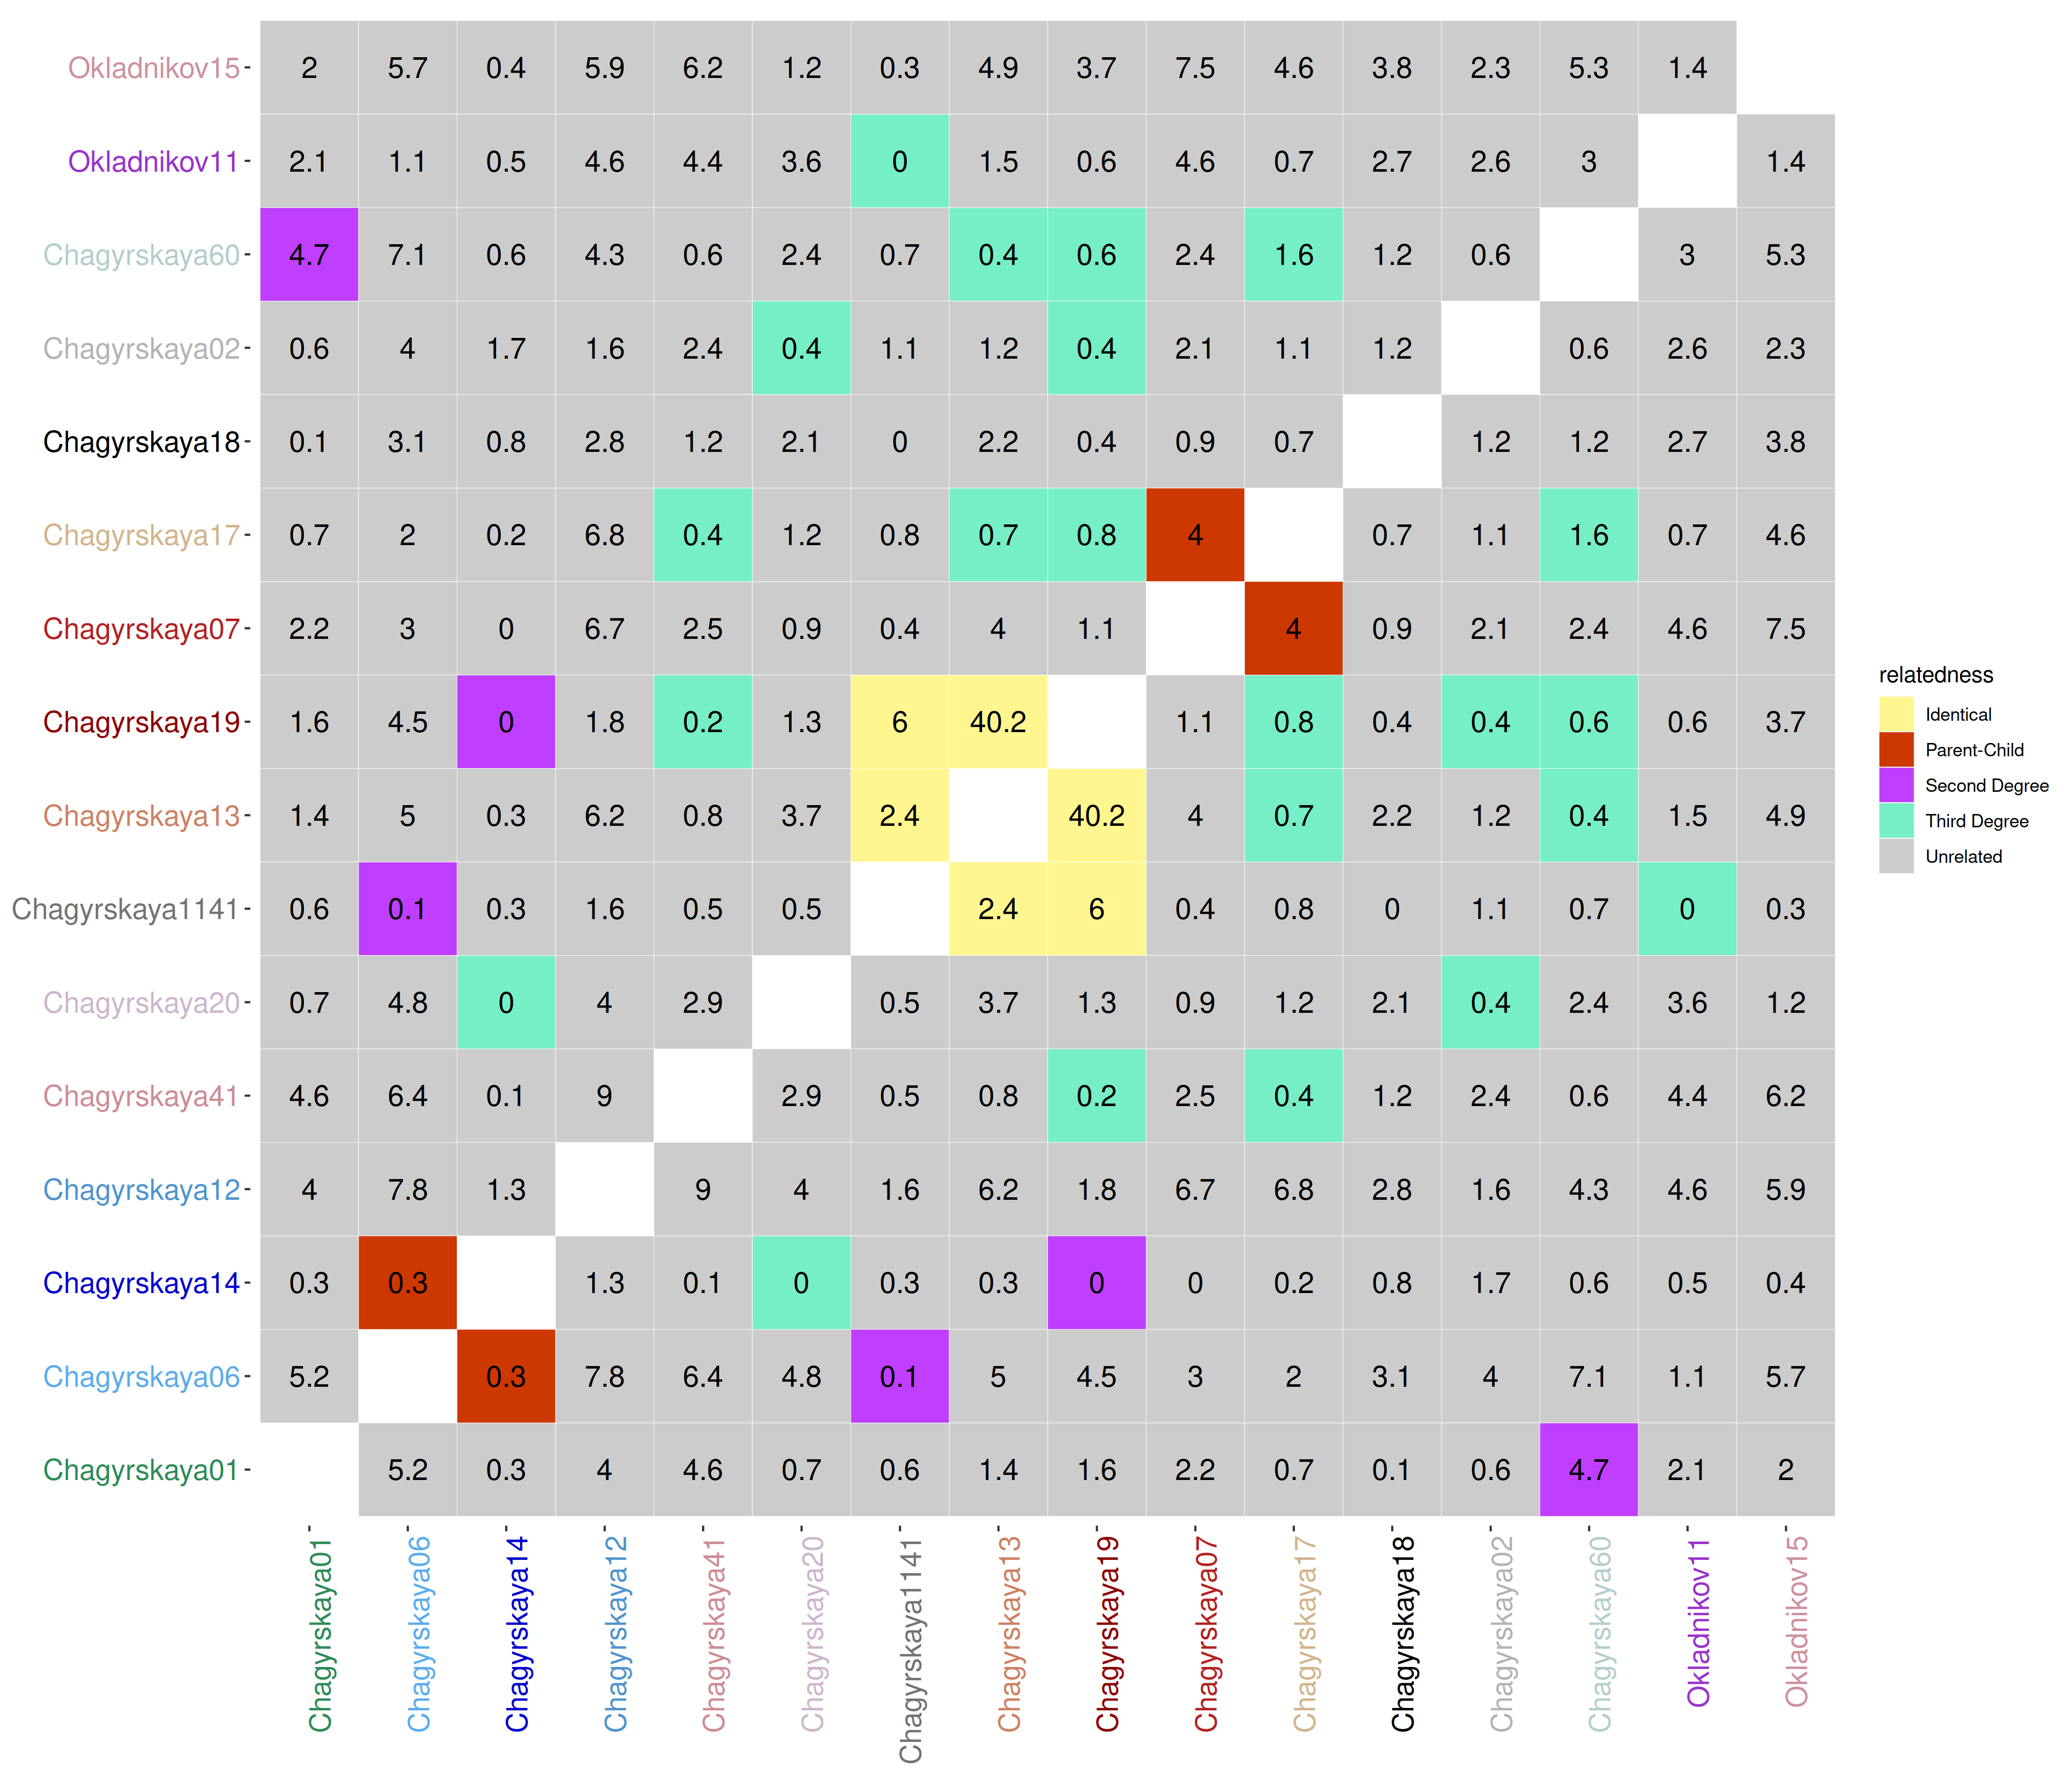 Okladnikov15 2 5.7 0.4 5.9 6.2 1.2 0.3 4.9 3.7 7.5 4.6 3.8 2.3 5.3 1.4
Okladnikov11 2.1 1.1 0.5 4.6 4.4 3.6 0 1.5 0.6 4.6 0.7 2.7 2.6 3 1.4
Chagyrskaya60 4.7 7.1 0.6 4.3 0.6 2.4 0.7 0.4 0.6 2.4 1.6 1.2 0.6 3 5.3
Chagyrskaya02 0.6 4 1.7 1.6 2.4 0.4 1.1 1.2 0.4 2.1 1.1 1.2 0.6 2.6 2.3
Chagyrskaya18 0.1 3.1 0.8 2.8 1.2 2.1 0 2.2 0.4 0.9 0.7 1.2 1.2 2.7 3.8
Chagyrskaya17 0.7 2 0.2 6.8 0.4 1.2 0.8 0.7 0.8 4 0.7 1.1 1.6 0.7 4.6
Chagyrskaya07 2.2 3 0 6.7 2.5 0.9 0.4 4 1.1 4 0.9 2.1 2.4 4.6 7.5
Chagyrskaya19 1.6 4.5 0 1.8 0.2 1.3 6 40.2 1.1 0.8 0.4 0.4 0.6 0.6 3.7
Chagyrskaya13 1.4 5 0.3 6.2 0.8 3.7 2.4 40.2 4 0.7 2.2 1.2 0.4 1.5 4.9
Chagyrskaya1141 0.6 0.1 0.3 1.6 0.5 0.5 2.4 6 0.4 0.8 0 1.1 0.7 0 0.3
Chagyrskaya20 0.7 4.8 0 4 2.9 0.5 3.7 1.3 0.9 1.2 2.1 0.4 2.4 3.6 1.2
Chagyrskaya41 4.6 6.4 0.1 9 2.9 0.5 0.8 0.2 2.5 0.4 1.2 2.4 0.6 4.4 6.2
Chagyrskaya12 4 7.8 1.3 9 4 1.6 6.2 1.8 6.7 6.8 2.8 1.6 4.3 4.6 5.9
Chagyrskaya14 0.3 0.3 1.3 0.1 0 0.3 0.3 0 0 0.2 0.8 1.7 0.6 0.5 0.4
Chagyrskaya06 5.2 0.3 7.8 6.4 4.8 0.1 5 4.5 3 2 3.1 4 7.1 1.1 5.7
Chagyrskaya01 5.2 0.3 4 4.6 0.7 0.6 1.4 1.6 2.2 0.7 0.1 0.6 4.7 2.1 2
Chagyrskaya01
Chagyrskaya06
Chagyrskaya14
Chagyrskaya12
Chagyrskaya41
Chagyrskaya20
Chagyrskaya1141
Chagyrskaya13
Chagyrskaya19
Chagyrskaya07
Chagyrskaya17
Chagyrskaya18
Chagyrskaya02
Chagyrskaya60
Okladnikov11
Okladnikov15
relatedness
Identical
Parent-Child
Second Degree
Third Degree
Unrelated